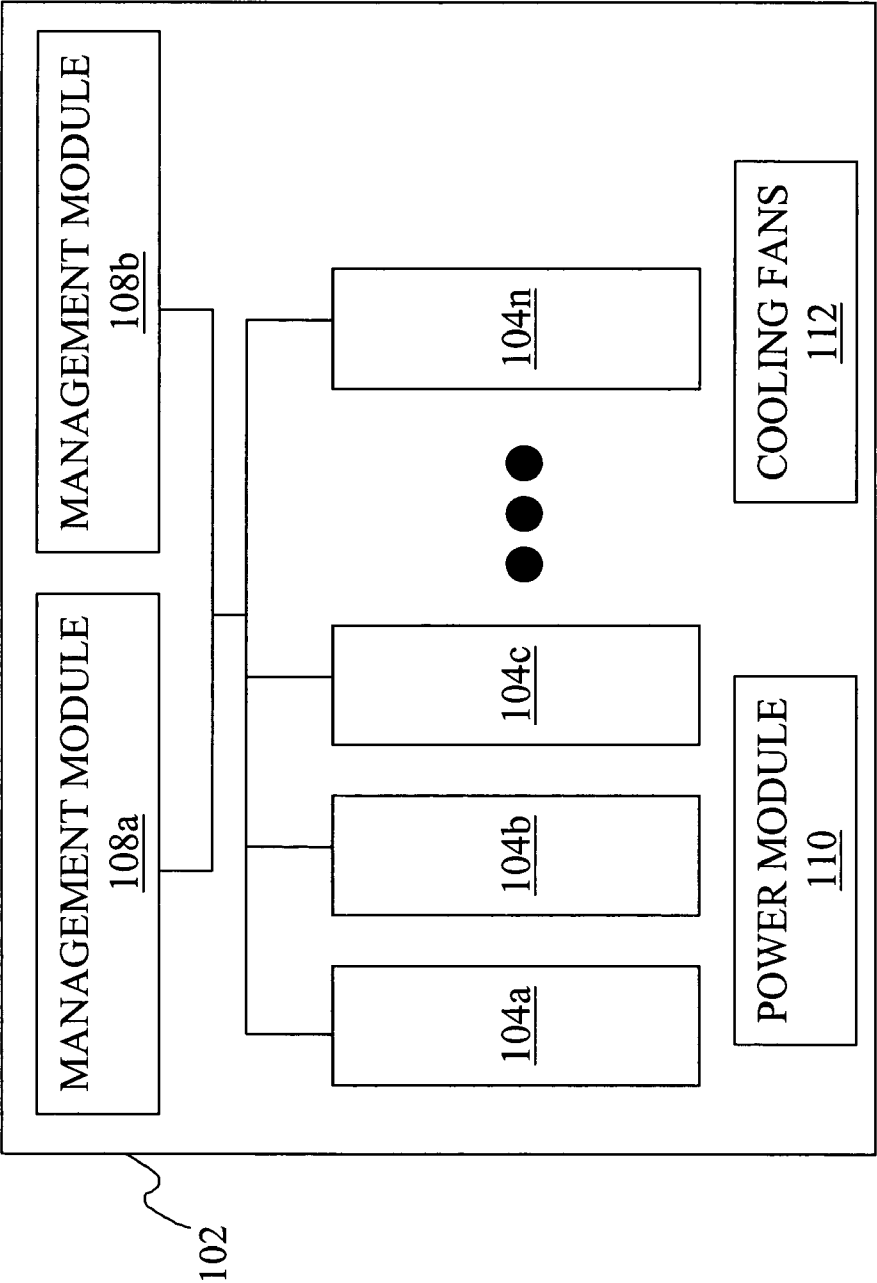 MANAGEMENT MODULE
108a
MANAGEMENT MODULE
108b
104a
104b
104c
104n
POWER MODULE
110
COOLING FANS
112
102